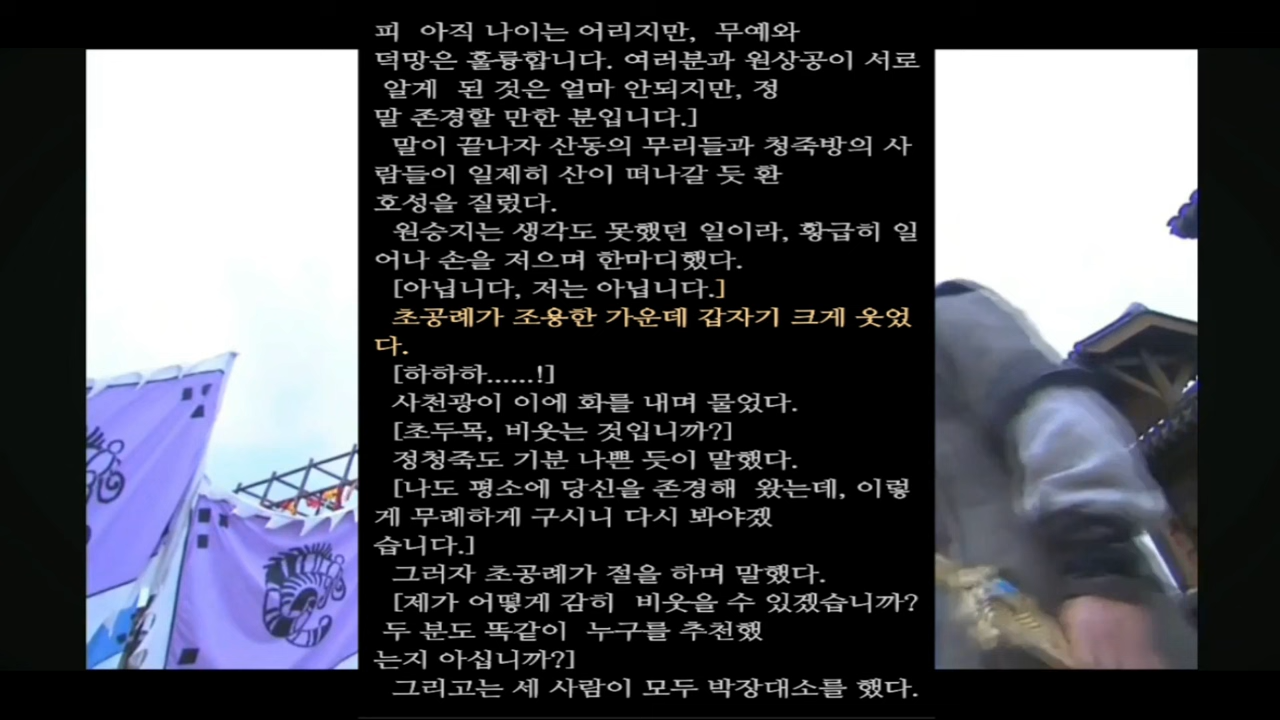 피  아직 나이는 어리지만,  무예와
덕망은 훌륭합니다. 여러분과 원상공이 서로
알게  된 것은 얼마 안되지만, 정
말 존경할 만한 분입니다.]
말이 끝나자 산동의 무리들과 청죽방의 사
람들이 일제히 산이 떠나갈 듯 환
호성을 질렀다.
원승지는 생각도 못했던 일이라, 황급히 일
어나 손을 저으며 한마디했다.
[아닙니다, 저는 아닙니다.]
초공례가 조용한 가운데 갑자기 크게 웃었
다.
[하하하......!]
사천광이 이에 화를 내며 물었다.
[초두목, 비웃는 것입니까?]
정청죽도 기분 나쁜 듯이 말했다.
[나도 평소에 당신을 존경해  왔는데, 이렇
게 무례하게 구시니 다시 봐야겠
습니다.]
그러자 초공례가 절을 하며 말했다.
[제가 어떻게 감히  비웃을 수 있겠습니까?
두 분도 똑같이  누구를 추천했
는지 아십니까?]
그리고는 세 사람이 모두 박장대소를 했다.